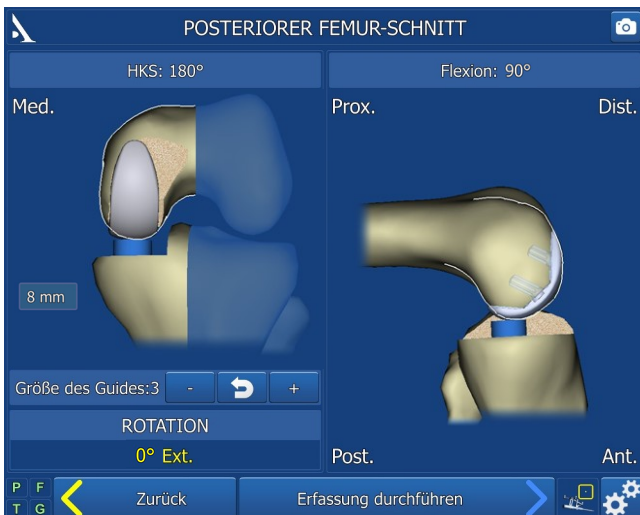 POSTERIORER FEMUR-SCHNITT
HKS: 180°
Flexion: 90°
Med.
Prox.
Dist.
8 mm
Größe des Guides:3 - +
ROTATION
0° Ext.
Post.
Ant.
P F
T G
Zurück
Erfassung durchführen